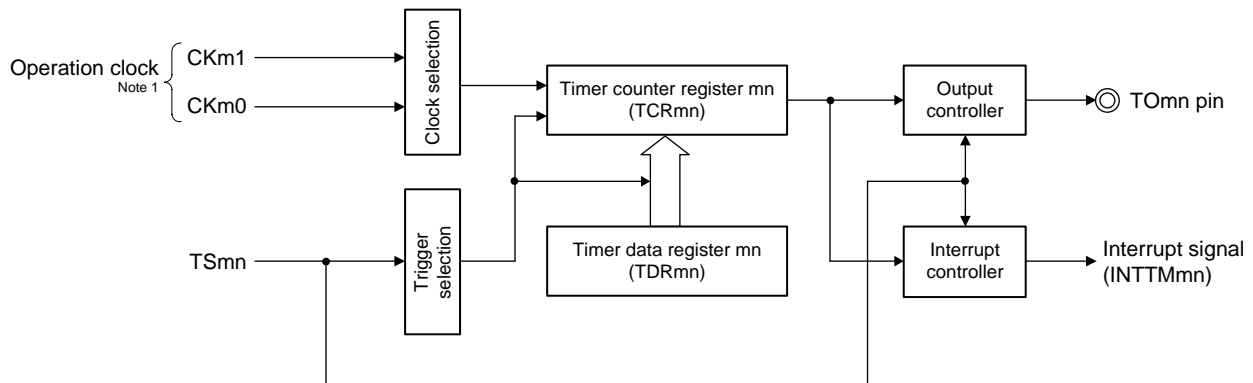 Operation clock
Note 1
CKm1
CKm0
Clock selection
Timer counter register mn
(TCRmn)
Output
controller
TOmn pin
TSmn
Trigger
selection
Timer data register mn
(TDRmn)
Interrupt
controller
Interrupt signal
(INTTMmn)